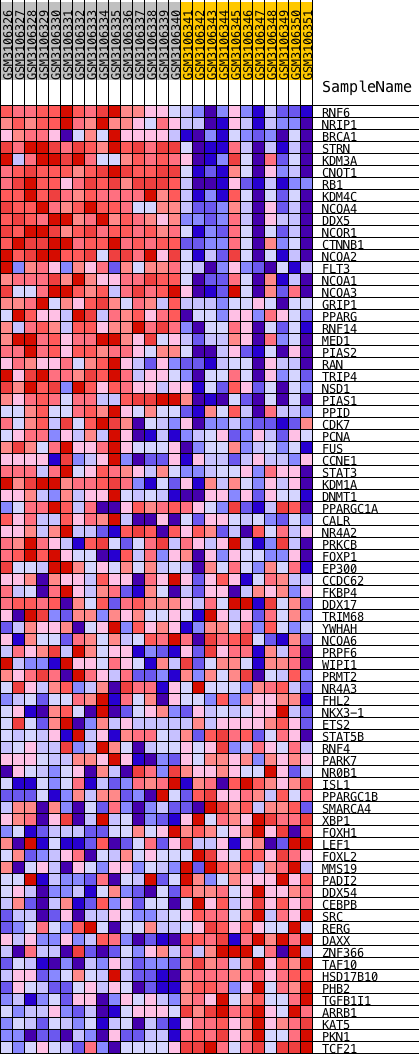 GSM3106326
GSM3106327
GSM3106328
GSM3106329
GSM3106330
GSM3106331
GSM3106332
GSM3106333
GSM3106334
GSM3106335
GSM3106336
GSM3106337
GSM3106338
GSM3106339
GSM3106340
GSM3106341
GSM3106342
GSM3106343
GSM3106344
GSM3106345
GSM3106346
GSM3106347
GSM3106348
GSM3106349
GSM3106350
GSM3106351
SampleName
RNF6
NRIP1
BRCA1
STRN
KDM3A
CNOT1
RB1
KDM4C
NCOA4
DDX5
NCOR1
CTNNB1
NCOA2
FLT3
NCOA1
NCOA3
GRIP1
PPARG
RNF14
MED1
PIAS2
RAN
TRIP4
NSD1
PIAS1
PPID
CDK7
PCNA
FUS
CCNE1
STAT3
KDM1A
DNMT1
PPARGC1A
CALR
NR4A2
PRKCB
FOXP1
EP300
CCDC62
FKBP4
DDX17
TRIM68
YWHAH
NCOA6
PRPF6
WIPI1
PRMT2
NR4A3
FHL2
NKX3-1
ETS2
STAT5B
RNF4
PARK7
NR0B1
ISL1
PPARGC1B
SMARCA4
XBP1
FOXH1
LEF1
FOXL2
MMS19
PADI2
DDX54
CEBPB
SRC
RERG
DAXX
ZNF366
TAF10
HSD17B10
PHB2
TGFB1I1
ARRB1
KAT5
PKN1
TCF21